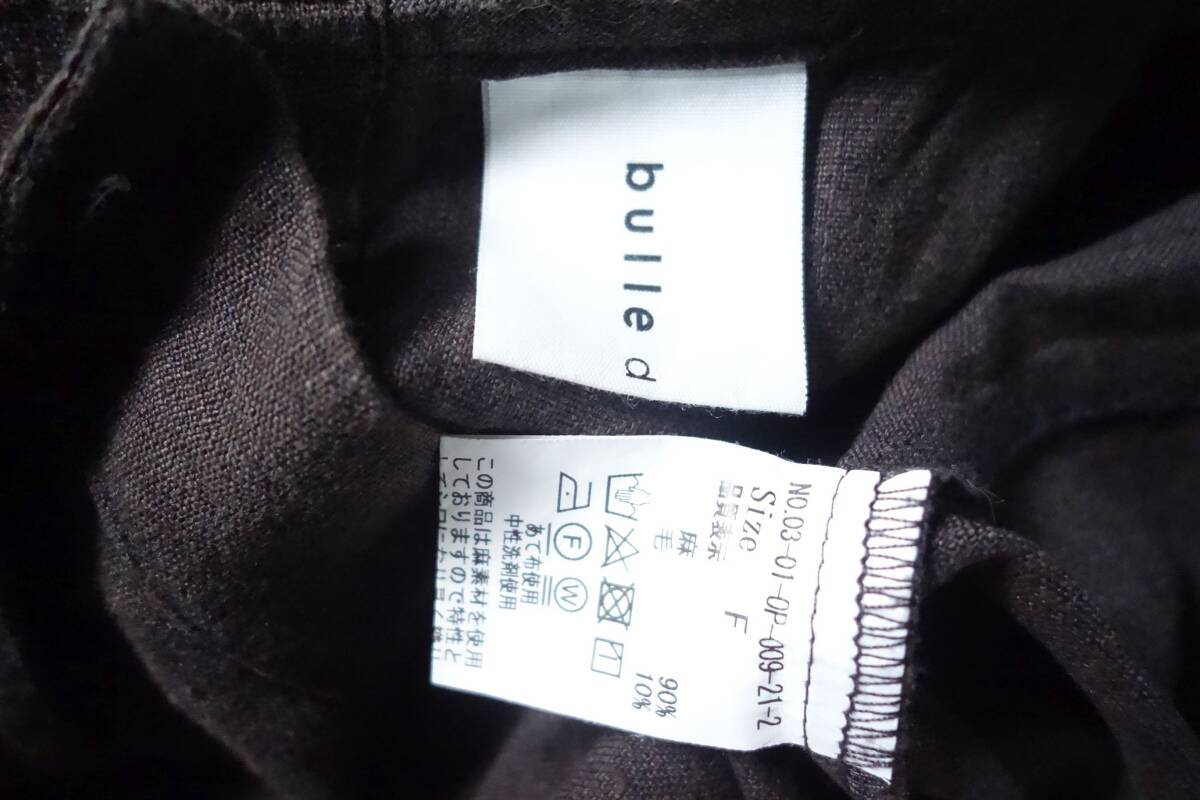 bulle d
NO.03-01-OP-009-21-2
Size F
品質表示
麻 90%
毛 10%
F W
あて布使用
中性洗剤使用
この商品は麻素材を使用
しておりますので特性と